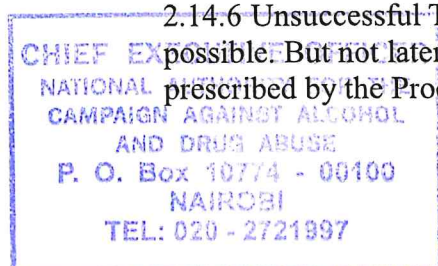 2.14.6 Unsuccessful T
CHIEF
possible. But not later
NATIONAL
prescribed by the Pro
CAMPAIGN AGAINST ALCOHOL
AND DRUG ABUSE
P. O. Box 10774 - 00100
NAIROBI
TEL: 020 - 2721997